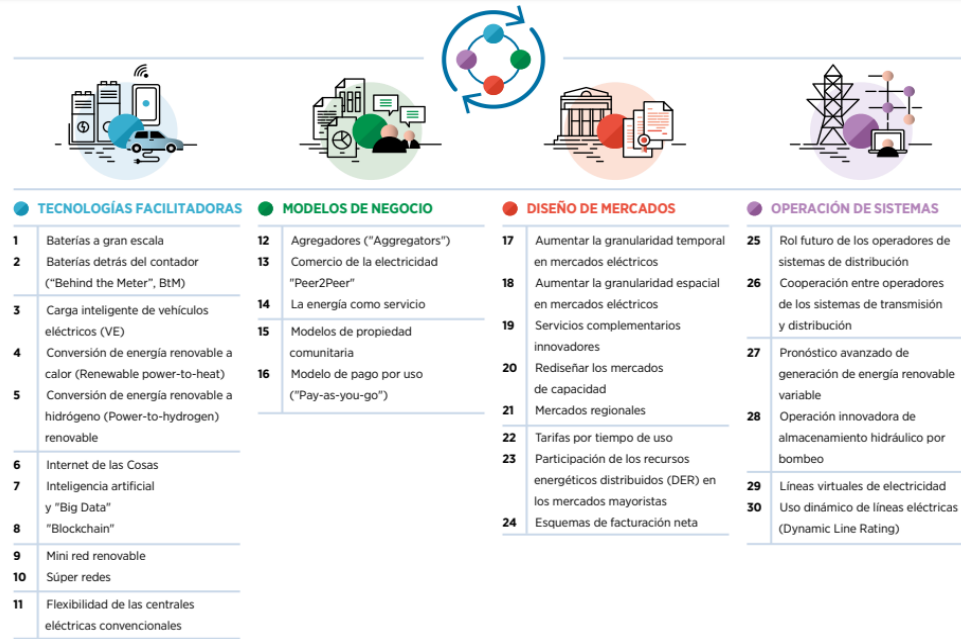 TECNOLOGÍAS FACILITADORAS
1 Baterías a gran escala
2 Baterías detrás del contador
(“Behind the Meter”, BtM)
3 Carga inteligente de vehículos
eléctricos (VE)
4 Conversión de energía renovable a
calor (Renewable power-to-heat)
5 Conversión de energía renovable a
hidrógeno (Power-to-hydrogen)
renovable
6 Internet de las Cosas
7 Inteligencia artificial
y "Big Data"
8 "Blockchain"
9 Mini red renovable
10 Súper redes
11 Flexibilidad de las centrales
eléctricas convencionales
MODELOS DE NEGOCIO
12 Agregadores ("Aggregators")
13 Comercio de la electricidad
"Peer2Peer"
14 La energía como servicio
15 Modelos de propiedad
comunitaria
16 Modelo de pago por uso
("Pay-as-you-go")
DISEÑO DE MERCADOS
17 Aumentar la granularidad temporal
en mercados eléctricos
18 Aumentar la granularidad espacial
en mercados eléctricos
19 Servicios complementarios
innovadores
20 Rediseñar los mercados
de capacidad
21 Mercados regionales
22 Tarifas por tiempo de uso
23 Participación de los recursos
energéticos distribuidos (DER) en
los mercados mayoristas
24 Esquemas de facturación neta
OPERACIÓN DE SISTEMAS
25 Rol futuro de los operadores de
sistemas de distribución
26 Cooperación entre operadores
de los sistemas de transmisión
y distribución
27 Pronóstico avanzado de
generación de energía renovable
variable
28 Operación innovadora de
almacenamiento hidráulico por
bombeo
29 Líneas virtuales de electricidad
30 Uso dinámico de líneas eléctricas
(Dynamic Line Rating)